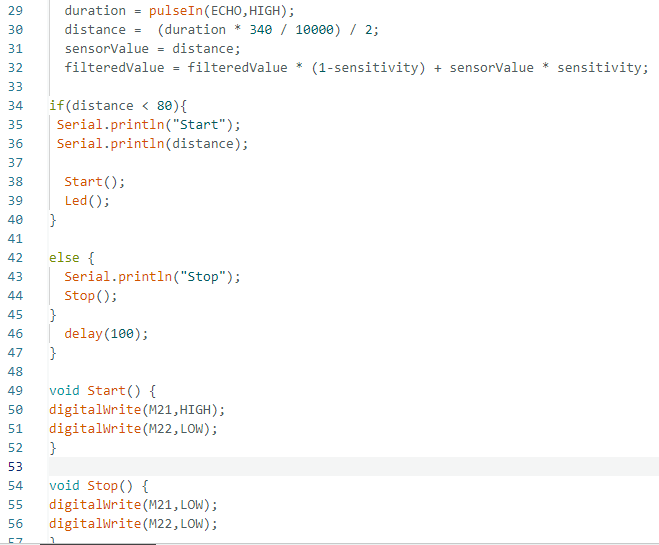 29 duration = pulseIn(ECHO,HIGH);
30 distance =  (duration * 340 / 10000) / 2;
31 sensorValue = distance;
32 filteredValue = filteredValue * (1-sensitivity) + sensorValue * sensitivity;
33
34 if(distance < 80){
35 Serial.println("Start");
36 Serial.println(distance);
37
38 Start();
39 Led();
40 }
41
42 else {
43 Serial.println("Stop");
44 Stop();
45 }
46 delay(100);
47 }
48
49 void Start() {
50 digitalWrite(M21,HIGH);
51 digitalWrite(M22,LOW);
52 }
53
54 void Stop() {
55 digitalWrite(M21,LOW);
56 digitalWrite(M22,LOW);
57 }